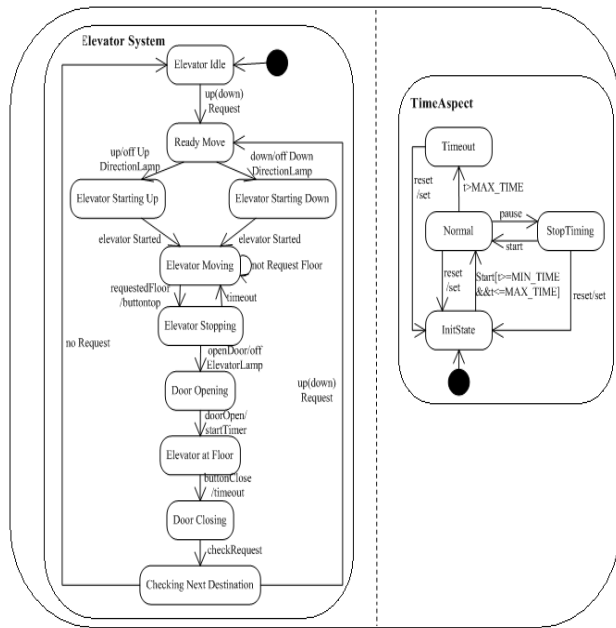 Elevator System
Elevator Idle
up(down)
Request
Ready Move
up/off Up
DirectionLamp
down/off Down
DirectionLamp
Elevator Starting Up
Elevator Starting Down
elevator Started
elevator Started
Elevator Moving
not Request Floor
requestedFloor
/buttontop
timeout
Elevator Stopping
no Request
openDoor/off
ElevatorLamp
Door Opening
up(down)
Request
doorOpen/
startTimer
Elevator at Floor
buttonClose
/timeout
Door Closing
checkRequest
Checking Next Destination
TimeAspect
Timeout
reset
/set
t>MAX_TIME
pause
Normal
StopTiming
start
reset
/set
Start[t>=MIN_TIME
&&t<=MAX_TIME]
reset/set
InitState